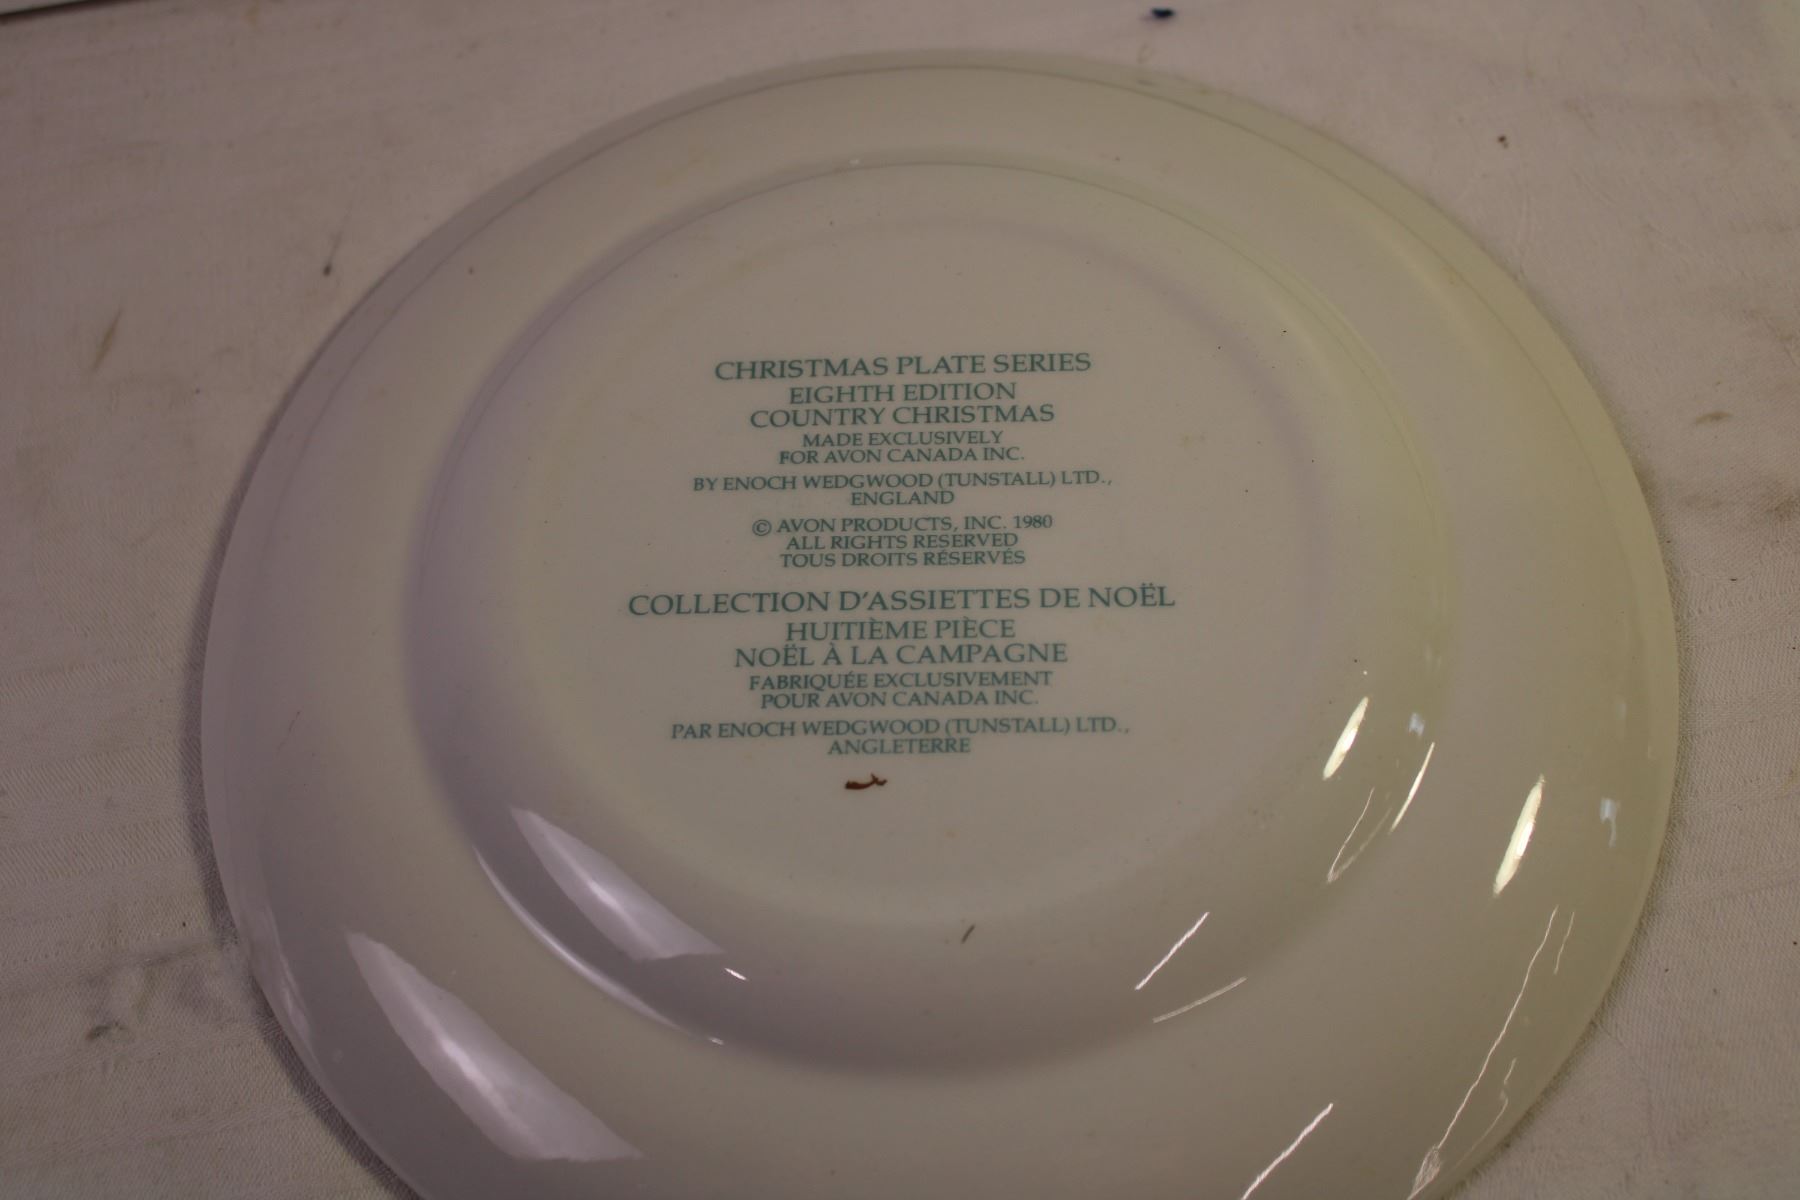 CHRISTMAS PLATE SERIES
EIGHTH EDITION
COUNTRY CHRISTMAS
MADE EXCLUSIVELY
FOR AVON CANADA INC.
BY ENOCH WEDGWOOD (TUNSTALL) LTD.,
ENGLAND
© AVON PRODUCTS, INC. 1980
ALL RIGHTS RESERVED
TOUS DROITS RÉSERVÉS
COLLECTION D'ASSIETTES DE NOËL
HUITIÈME PIÈCE
NOËL À LA CAMPAGNE
FABRIQUÉE EXCLUSIVEMENT
POUR AVON CANADA INC.
PAR ENOCH WEDGWOOD (TUNSTALL) LTD.,
ANGLETERRE